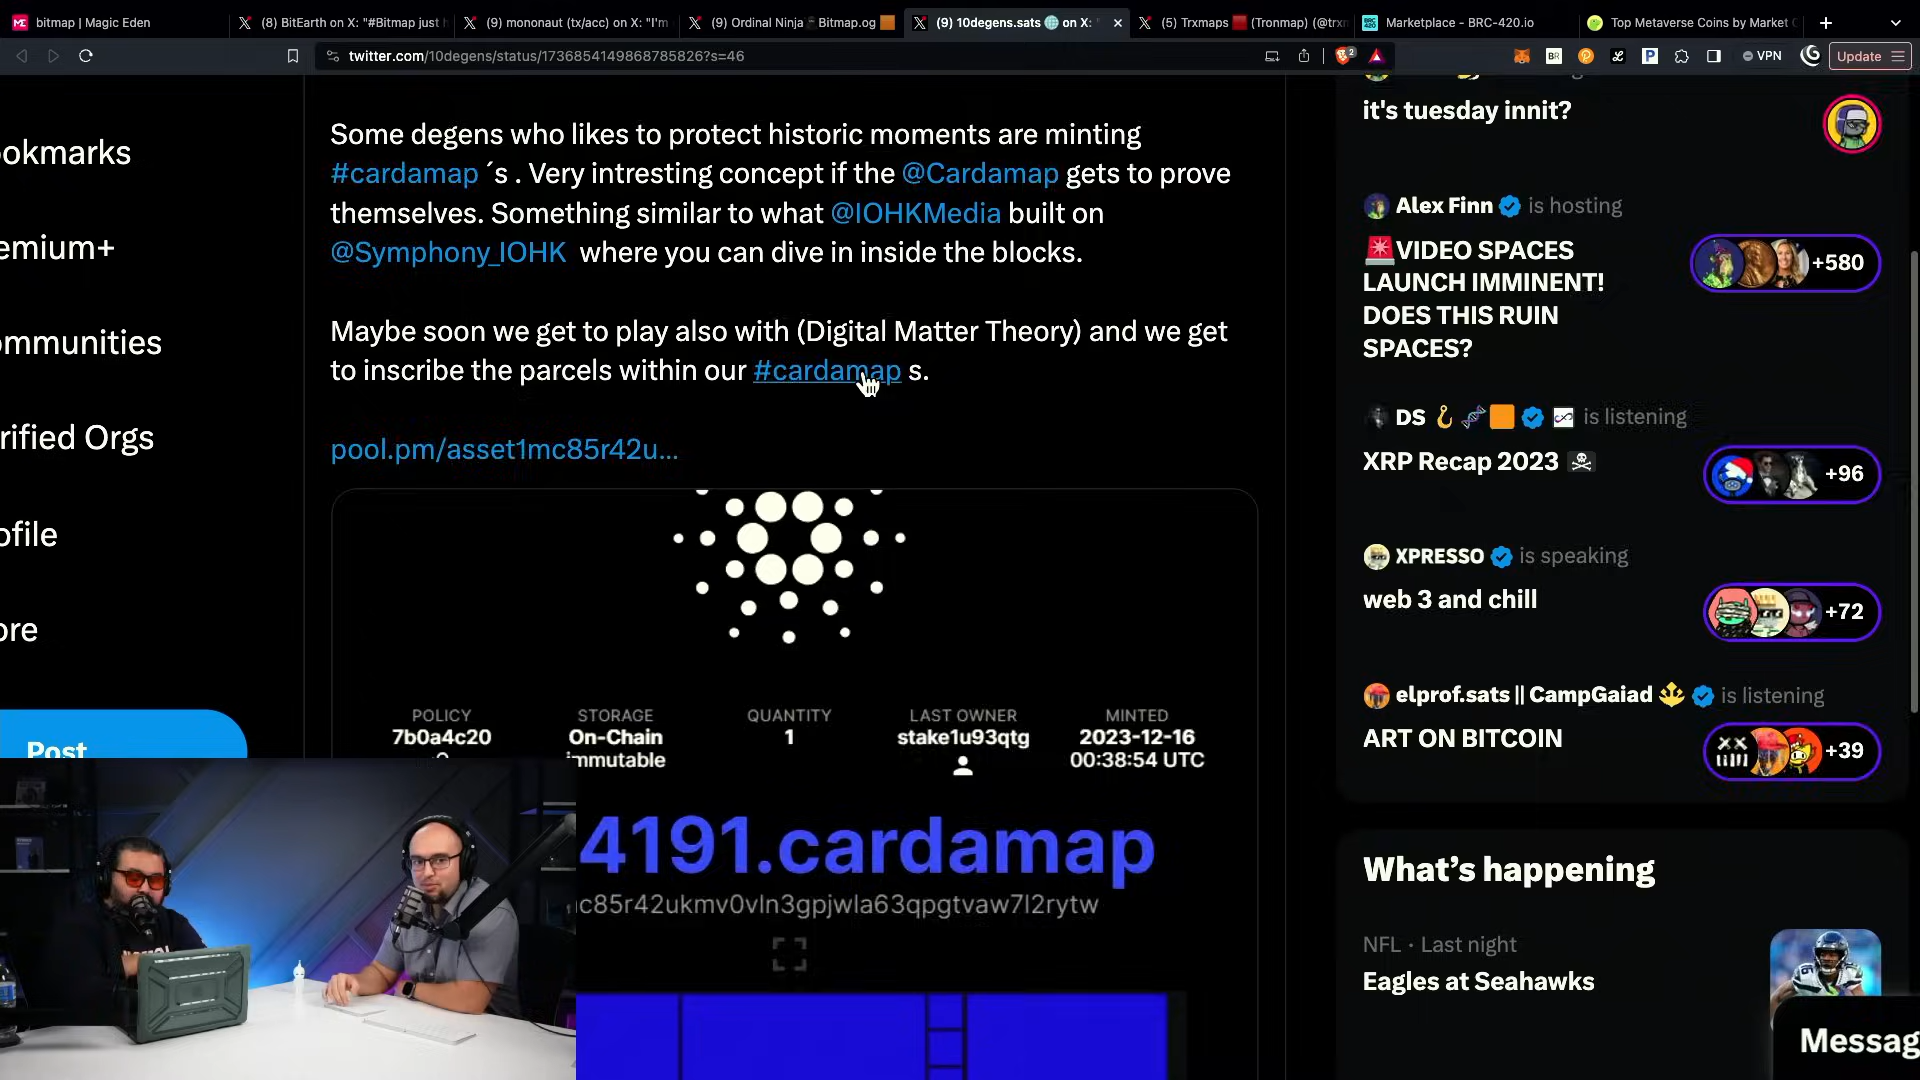 bitmap | Magic Eden
(8) BitEarth on X: "#Bitmap just h
(9) mononaut (tx/acc) on X: "I'm
(9) Ordinal Ninja Bitmap.og
(9) 10degens.sats on X: "
(5) Trxmaps (Tronmap) (@trxm
Marketplace - BRC-420.io
Top Metaverse Coins by Market C
twitter.com/10degens/status/1736854149868785826?s=46
2
VPN
Update
ookmarks
emium+
ommunities
rified Orgs
ofile
ore
Post
Some degens who likes to protect historic moments are minting
#cardamap ´s . Very intresting concept if the @Cardamap gets to prove
themselves. Something similar to what @IOHKMedia built on
@Symphony_IOHK where you can dive in inside the blocks.
Maybe soon we get to play also with (Digital Matter Theory) and we get
to inscribe the parcels within our #cardamap s.
pool.pm/asset1mc85r42u...
POLICY
7b0a4c20
STORAGE
On-Chain
immutable
QUANTITY
1
LAST OWNER
stake1u93qtg
MINTED
2023-12-16
00:38:54 UTC
4191.cardamap
c85r42ukmv0vln3gpjwla63qpgtvaw7l2rytw
it's tuesday innit?
Alex Finn is hosting
VIDEO SPACES
LAUNCH IMMINENT!
DOES THIS RUIN
SPACES?
+580
DS is listening
XRP Recap 2023
+96
XPRESSO is speaking
web 3 and chill
+72
elprof.sats || CampGaiad is listening
ART ON BITCOIN
+39
What's happening
NFL · Last night
Eagles at Seahawks
Messag